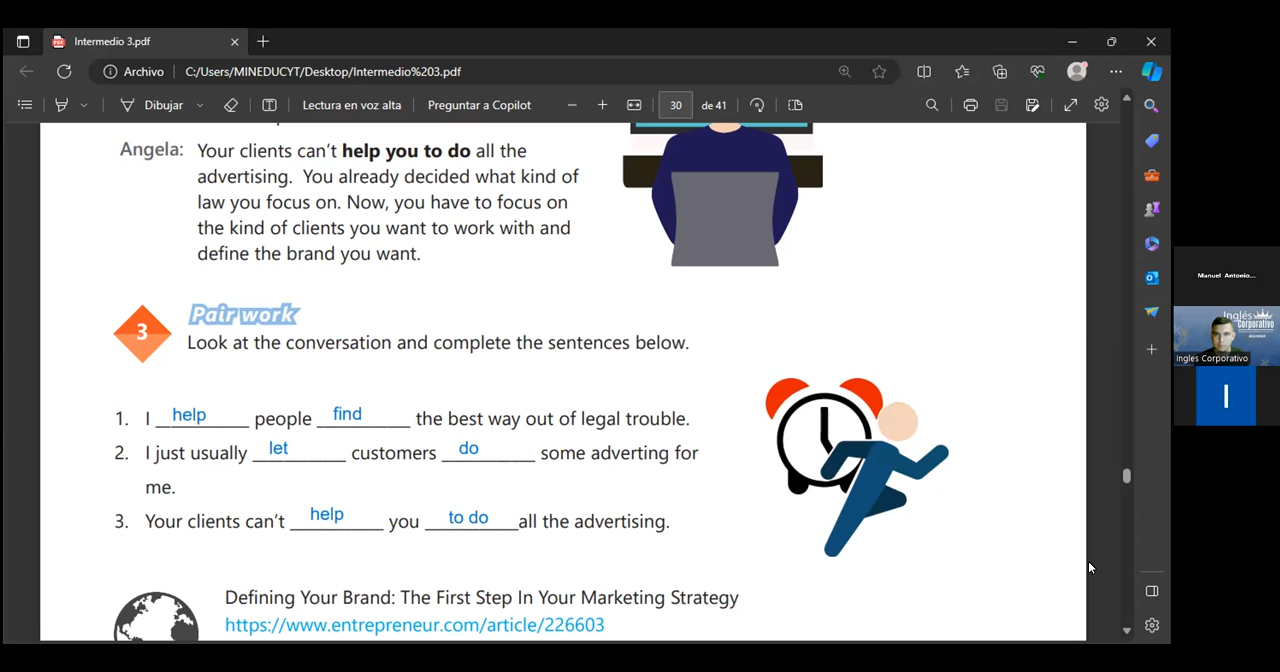 Intermedio 3.pdf
Archivo C:/Users/MINEDUCYT/Desktop/Intermedio%203.pdf
Dibujar Lectura en voz alta Preguntar a Copilot 30 de 41
Angela: Your clients can't help you to do all the
advertising. You already decided what kind of
law you focus on. Now, you have to focus on
the kind of clients you want to work with and
define the brand you want.
3 Pair work
Look at the conversation and complete the sentences below.
1. I help people find the best way out of legal trouble.
2. I just usually let customers do some adverting for
me.
3. Your clients can't help you to do all the advertising.
Defining Your Brand: The First Step In Your Marketing Strategy
https://www.entrepreneur.com/article/226603
Manuel Antonio...
Inglés
Corporativo
Ingles Corporativo
I